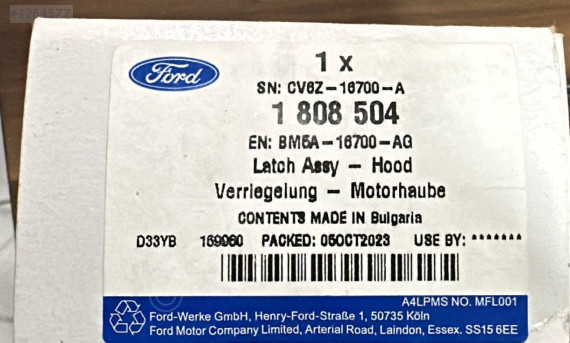 #3264577
Ford
1 x
SN: CV6Z-16700-A
1 808 504
EN: BM5A-16700-AG
Latch Assy - Hood
Verriegelung - Motorhaube
CONTENTS MADE IN Bulgaria
D33YB 159960 PACKED: 05OCT2023 USE BY: *******
A4LPMS NO. MFL001
Ford-Werke GmbH, Henry-Ford-Straße 1, 50735 Köln
Ford Motor Company Limited, Arterial Road, Laindon, Essex. SS15 6EE